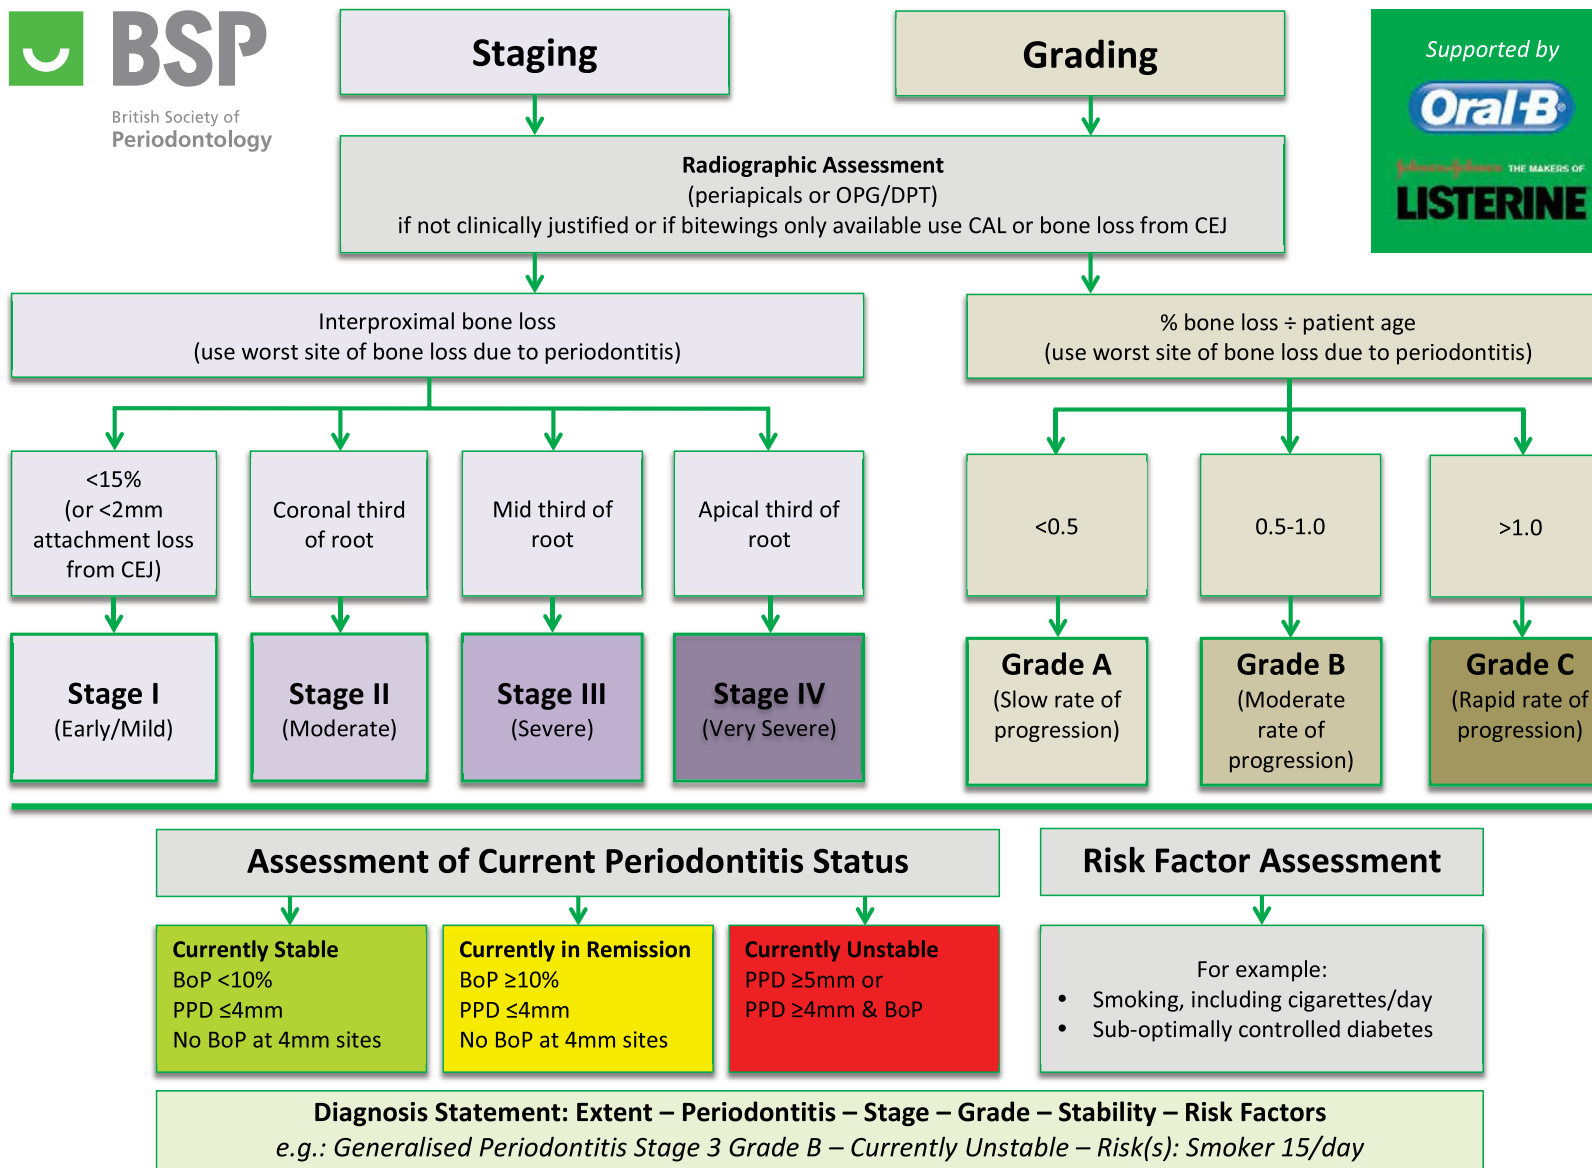 BSP
British Society of
Periodontology
Staging
Grading
Supported by
Oral-B
Johnson & Johnson THE MAKERS OF
LISTERINE
Radiographic Assessment
(periapicals or OPG/DPT)
if not clinically justified or if bitewings only available use CAL or bone loss from CEJ
Interproximal bone loss
(use worst site of bone loss due to periodontitis)
% bone loss ÷ patient age
(use worst site of bone loss due to periodontitis)
<15%
(or <2mm
attachment loss
from CEJ)
Coronal third
of root
Mid third of
root
Apical third of
root
<0.5
0.5-1.0
>1.0
Stage I
(Early/Mild)
Stage II
(Moderate)
Stage III
(Severe)
Stage IV
(Very Severe)
Grade A
(Slow rate of
progression)
Grade B
(Moderate
rate of
progression)
Grade C
(Rapid rate of
progression)
Assessment of Current Periodontitis Status
Risk Factor Assessment
Currently Stable
BoP <10%
PPD ≤4mm
No BoP at 4mm sites
Currently in Remission
BoP ≥10%
PPD ≤4mm
No BoP at 4mm sites
Currently Unstable
PPD ≥5mm or
PPD ≥4mm & BoP
For example:
• Smoking, including cigarettes/day
• Sub-optimally controlled diabetes
Diagnosis Statement: Extent – Periodontitis – Stage – Grade – Stability – Risk Factors
e.g.: Generalised Periodontitis Stage 3 Grade B – Currently Unstable – Risk(s): Smoker 15/day